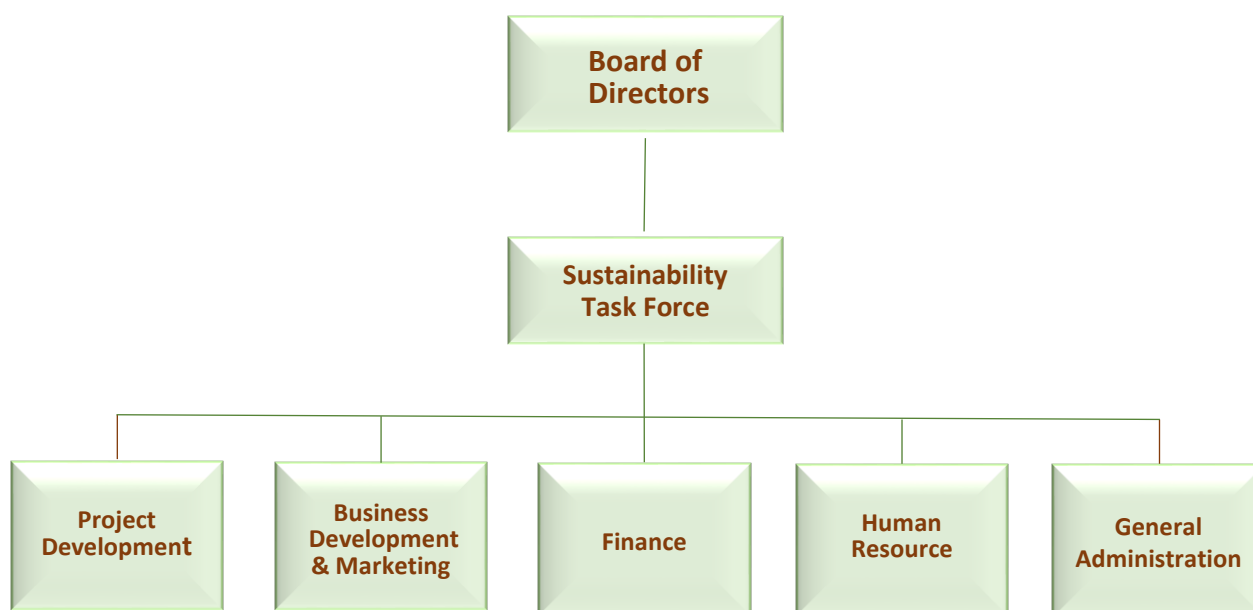 Board of
Directors
Sustainability
Task Force
Project
Development
Business
Development
& Marketing
Finance
Human
Resource
General
Administration